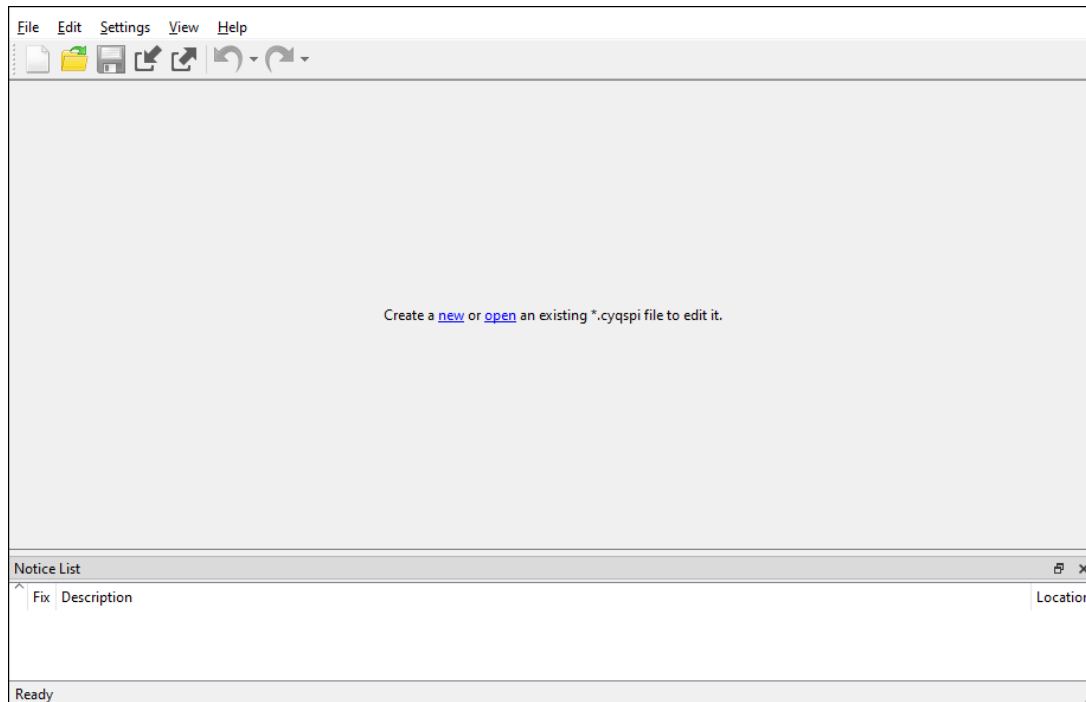 File Edit Settings View Help
Create a new or open an existing *.cyqspi file to edit it.
Notice List
Fix Description Location
Ready